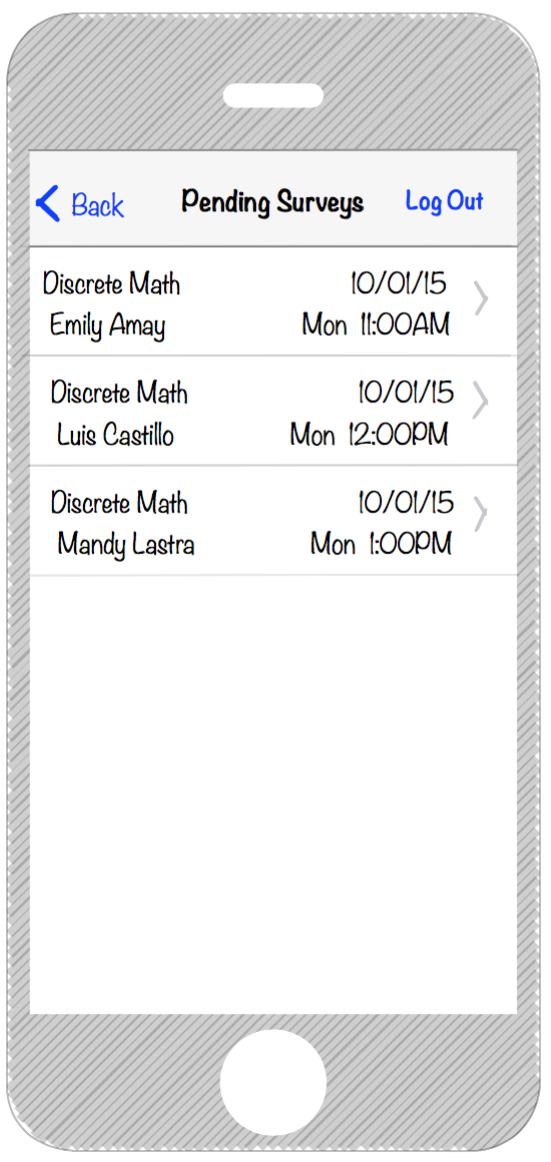 Back Pending Surveys Log Out
Discrete Math 10/01/15
Emily Amay Mon 11:00AM
Discrete Math 10/01/15
Luis Castillo Mon 12:00PM
Discrete Math 10/01/15
Mandy Lastra Mon 1:00PM